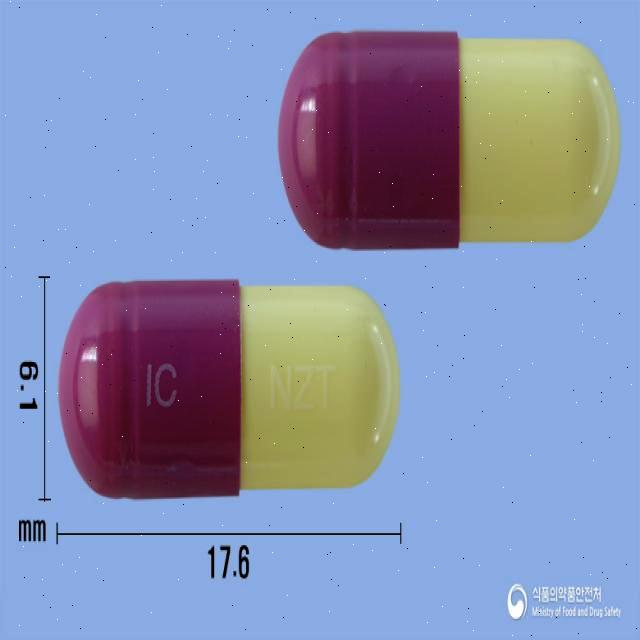 IC NZT
6.1
mm
17.6
식품의약품안전처
Ministry of Food and Drug Safety